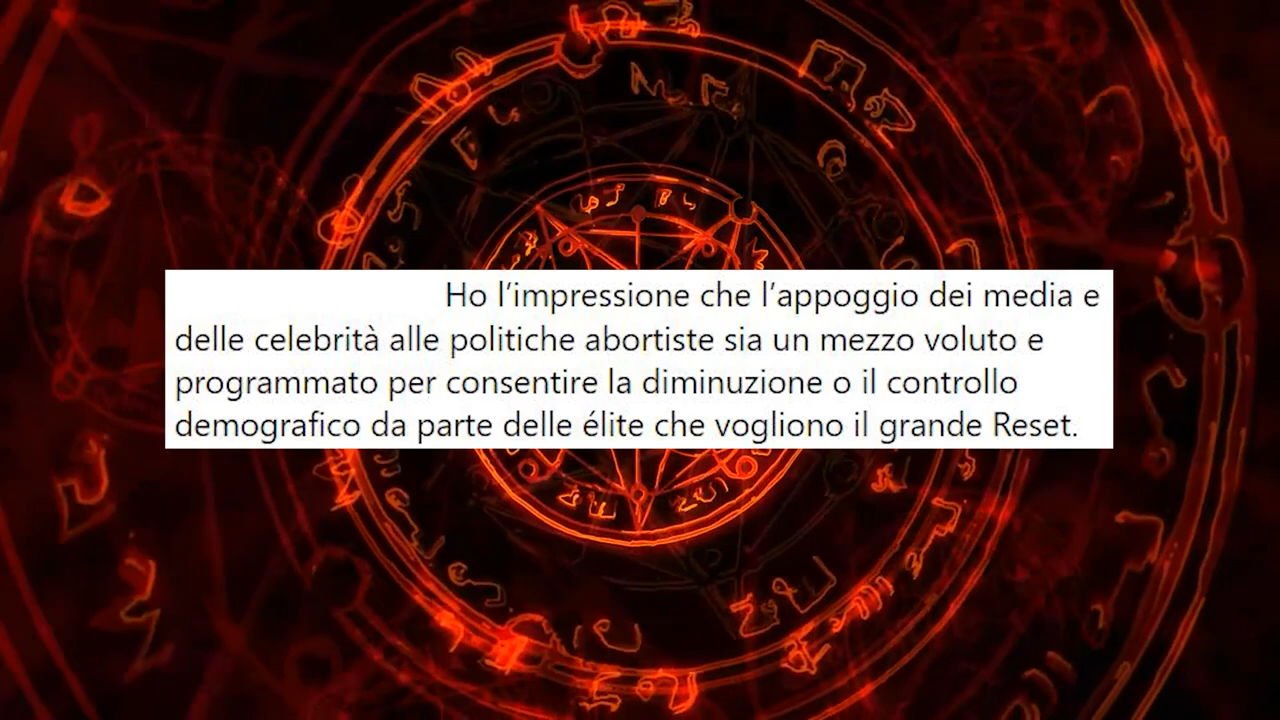 Ho l’impressione che l’appoggio dei media e
delle celebrità alle politiche abortiste sia un mezzo voluto e
programmato per consentire la diminuzione o il controllo
demografico da parte delle élite che vogliono il grande Reset.